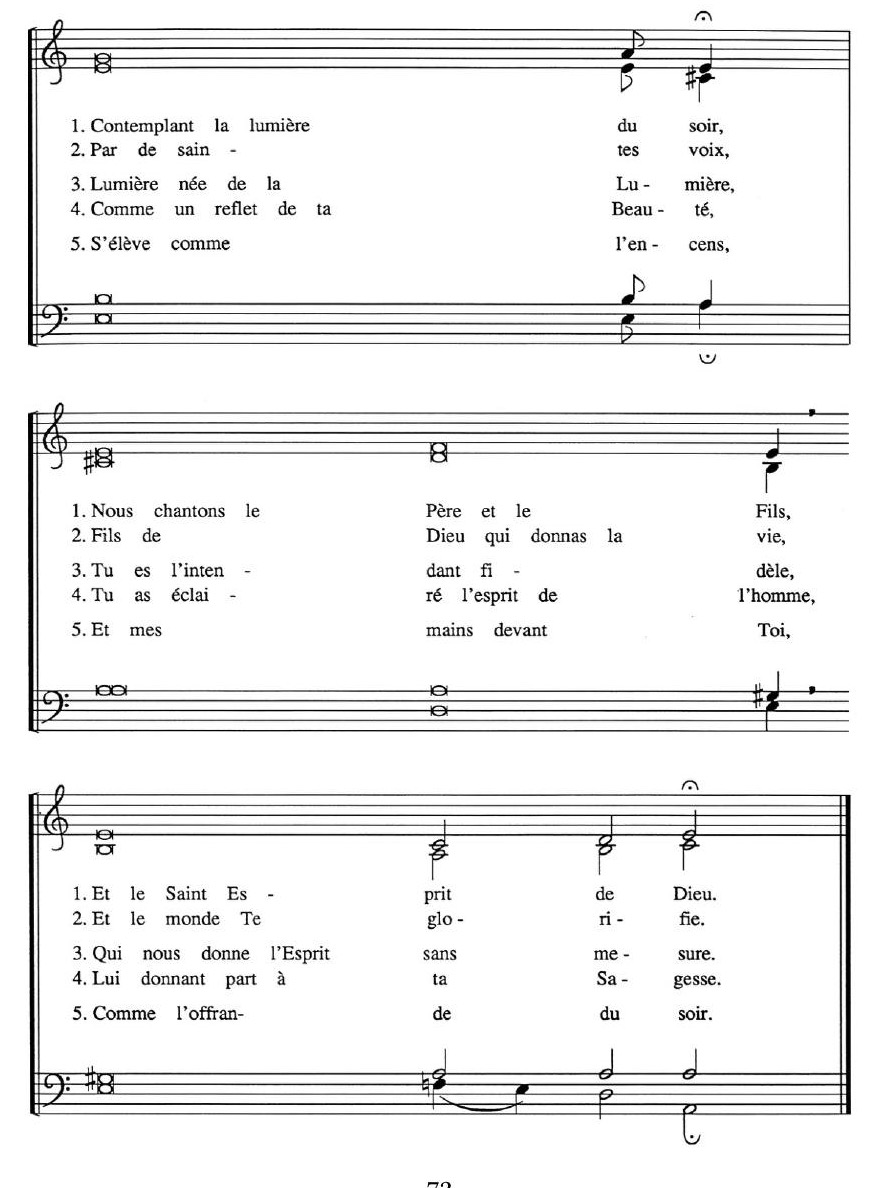 1. Contemplant la lumière du soir,
2. Par de sain - tes voix,
3. Lumière née de la Lu - mière,
4. Comme un reflet de ta Beau - té,
5. S'élève comme l'en - cens,
1. Nous chantons le Père et le Fils,
2. Fils de Dieu qui donnas la vie,
3. Tu es l'inten - dant fi - dèle,
4. Tu as éclai - ré l'esprit de l'homme,
5. Et mes mains devant Toi,
1. Et le Saint Es - prit de Dieu.
2. Et le monde Te glo - ri - fie.
3. Qui nous donne l'Esprit sans me - sure.
4. Lui donnant part à ta Sa - gesse.
5. Comme l'offran- de du soir.